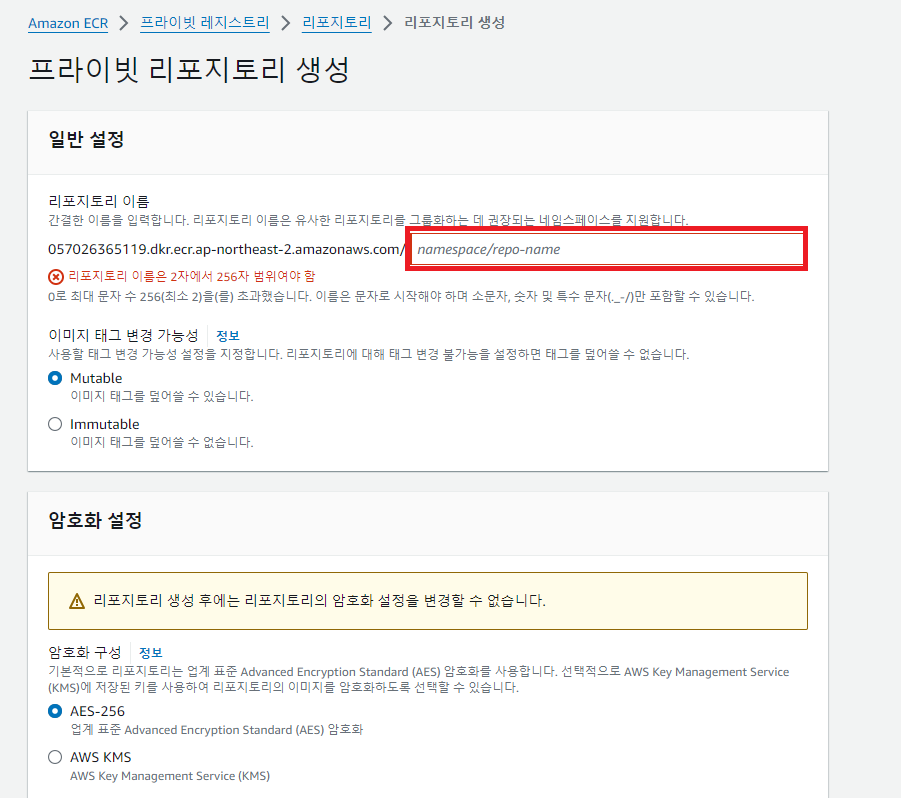 Amazon ECR > 프라이빗 레지스트리 > 리포지토리 > 리포지토리 생성
프라이빗 리포지토리 생성
일반 설정
리포지토리 이름
간결한 이름을 입력합니다. 리포지토리 이름은 유사한 리포지토리를 그룹화하는 데 권장되는 네임스페이스를 지원합니다.
057026365119.dkr.ecr.ap-northeast-2.amazonaws.com/ namespace/repo-name
리포지토리 이름은 2자에서 256자 범위여야 함
0로 최대 문자 수 256(최소 2)을(를) 초과했습니다. 이름은 문자로 시작해야 하며 소문자, 숫자 및 특수 문자(._-/)만 포함할 수 있습니다.
이미지 태그 변경 가능성 정보
사용할 태그 변경 가능성 설정을 지정합니다. 리포지토리에 대해 태그 변경 불가능을 설정하면 태그를 덮어쓸 수 없습니다.
Mutable
이미지 태그를 덮어쓸 수 있습니다.
Immutable
이미지 태그를 덮어쓸 수 없습니다.
암호화 설정
리포지토리 생성 후에는 리포지토리의 암호화 설정을 변경할 수 없습니다.
암호화 구성 정보
기본적으로 리포지토리는 업계 표준 Advanced Encryption Standard (AES) 암호화를 사용합니다. 선택적으로 AWS Key Management Service
(KMS)에 저장된 키를 사용하여 리포지토리의 이미지를 암호화하도록 선택할 수 있습니다.
AES-256
업계 표준 Advanced Encryption Standard (AES) 암호화
AWS KMS
AWS Key Management Service (KMS)